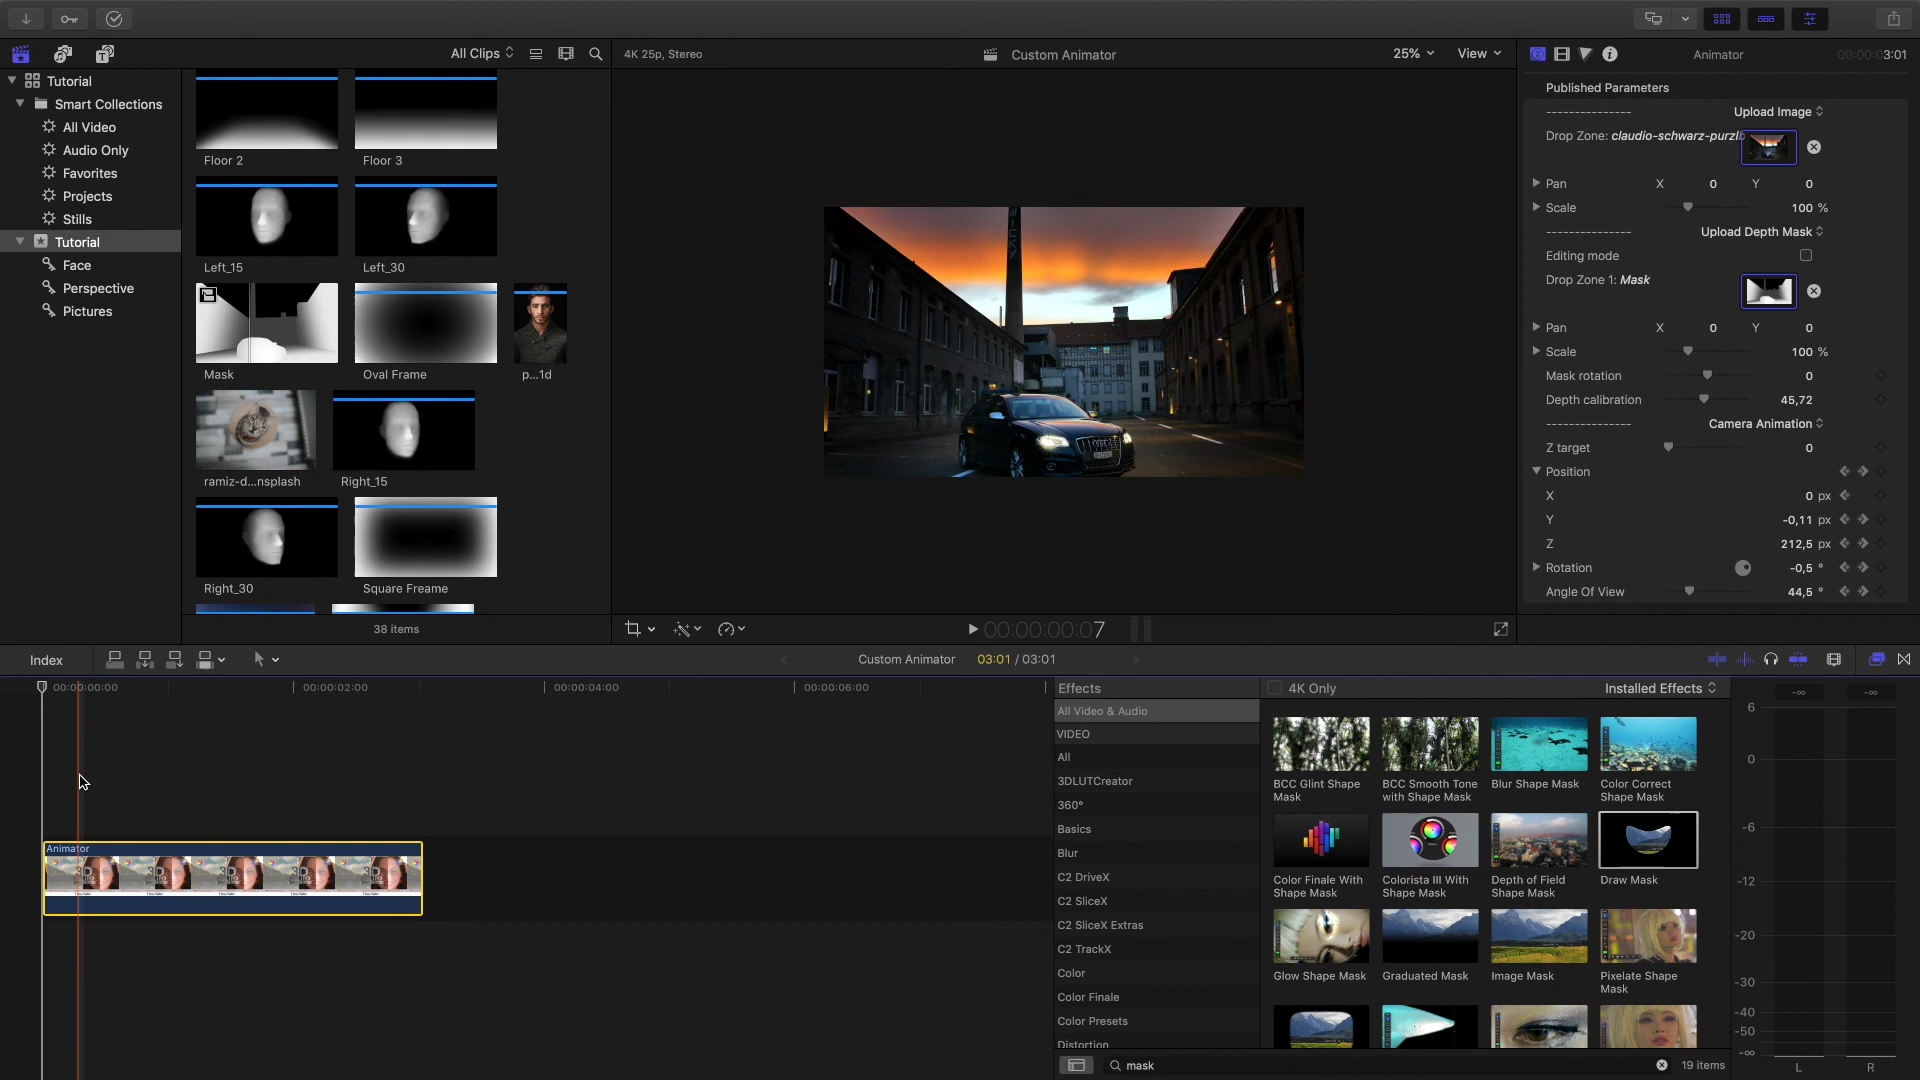 All Clips
4K 25p, Stereo
Custom Animator
25%
View
Animator
00:00:03:01
Tutorial
Smart Collections
All Video
Audio Only
Favorites
Projects
Stills
Tutorial
Face
Perspective
Pictures
Floor 2
Floor 3
Left_15
Left_30
Mask
Oval Frame
p...1d
ramiz-d...nsplash
Right_15
Right_30
Square Freame
38 items
NICKY
Published Parameters
--------------- Upload Image
Drop Zone: claudio-schwarz-purzl
Pan X 0 Y 0
Scale 100 %
--------------- Upload Depth Mask
Editing mode
Drop Zone 1: Mask
Pan X 0 Y 0
Scale 100 %
Mask rotation 0
Depth calibration 45,72
--------------- Camera Animation
Z target 0
Position
X 0 px
Y -0,11 px
Z 212,5 px
Rotation -0,5 °
Angle Of View 44,5 °
00:00:00:07
Index
Custom Animator 03:01 / 03:01
00:00:00:00
00:00:02:00
00:00:04:00
00:00:06:00
Animator
Effects
All Video & Audio
VIDEO
All
3DLUTCreator
360°
Basics
Blur
C2 DriveX
C2 SliceX
C2 SliceX Extras
C2 TrackX
Color
Color Finale
Color Presets
Distortion
4K Only
Installed Effects
BCC Glint Shape
Mask
BCC Smooth Tone
with Shape Mask
Blur Shape Mask
Color Correct
Shape Mask
Color Finale With
Shape Mask
Colorista III With
Shape Mask
Depth of Field
Shape Mask
Draw Mask
Glow Shape Mask
Graduated Mask
Image Mask
Pixelate Shape
Mask
mask
19 items
-∞ -∞
6
0
-6
-12
-20
-30
-40
-50
-∞
L R